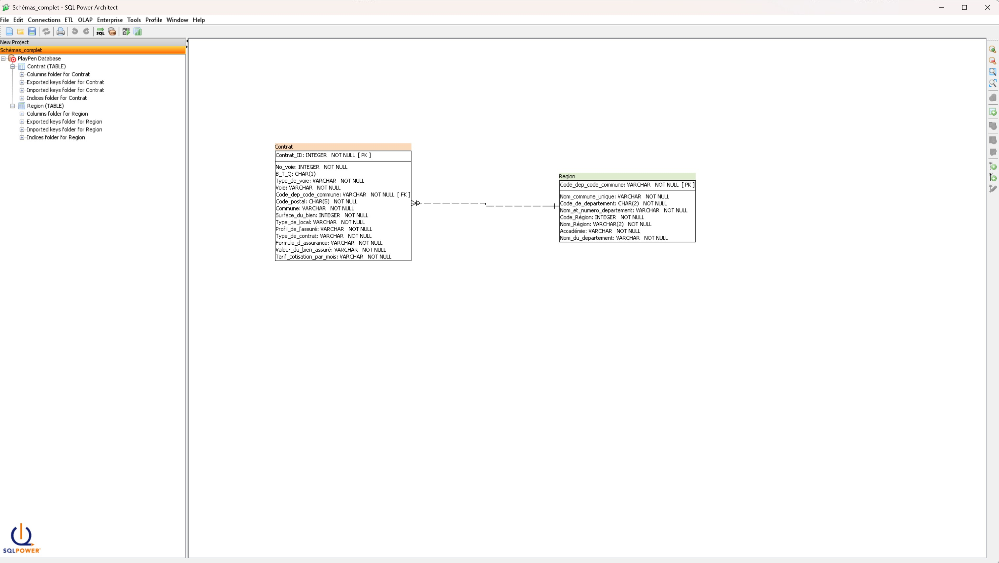 Schémas_complet - SQL Power Architect
File Edit Connections ETL OLAP Enterprise Tools Profile Window Help
SQL
New Project
Schémas_complet
PlayPen Database
Contrat (TABLE)
Columns folder for Contrat
Exported keys folder for Contrat
Imported keys folder for Contrat
Indices folder for Contrat
Region (TABLE)
Columns folder for Region
Exported keys folder for Region
Imported keys folder for Region
Indices folder for Region
Contrat
Contrat_ID: INTEGER NOT NULL [ PK ]
No_voie: INTEGER NOT NULL
B_T_Q: CHAR(1)
Type_de_voie: VARCHAR NOT NULL
Voie: VARCHAR NOT NULL
Code_dep_code_commune: VARCHAR NOT NULL [ FK ]
Code_postal: CHAR(5) NOT NULL
Commune: VARCHAR NOT NULL
Surface_du_bien: INTEGER NOT NULL
Type_de_local: VARCHAR NOT NULL
Profil_de_l'assuré: VARCHAR NOT NULL
Type_de_contrat: VARCHAR NOT NULL
Formule_d_assurance: VARCHAR NOT NULL
Valeur_du_bien_assuré: VARCHAR NOT NULL
Tarif_cotisation_par_mois: VARCHAR NOT NULL
Region
Code_dep_code_commune: VARCHAR NOT NULL [ PK ]
Nom_commune_unique: VARCHAR NOT NULL
Code_de_departement: CHAR(2) NOT NULL
Nom_et_numero_departement: VARCHAR NOT NULL
Code_Région: INTEGER NOT NULL
Nom_Région: VARCHAR(2) NOT NULL
Accadémie: VARCHAR NOT NULL
Nom_du_departement: VARCHAR NOT NULL
SQLPOWER